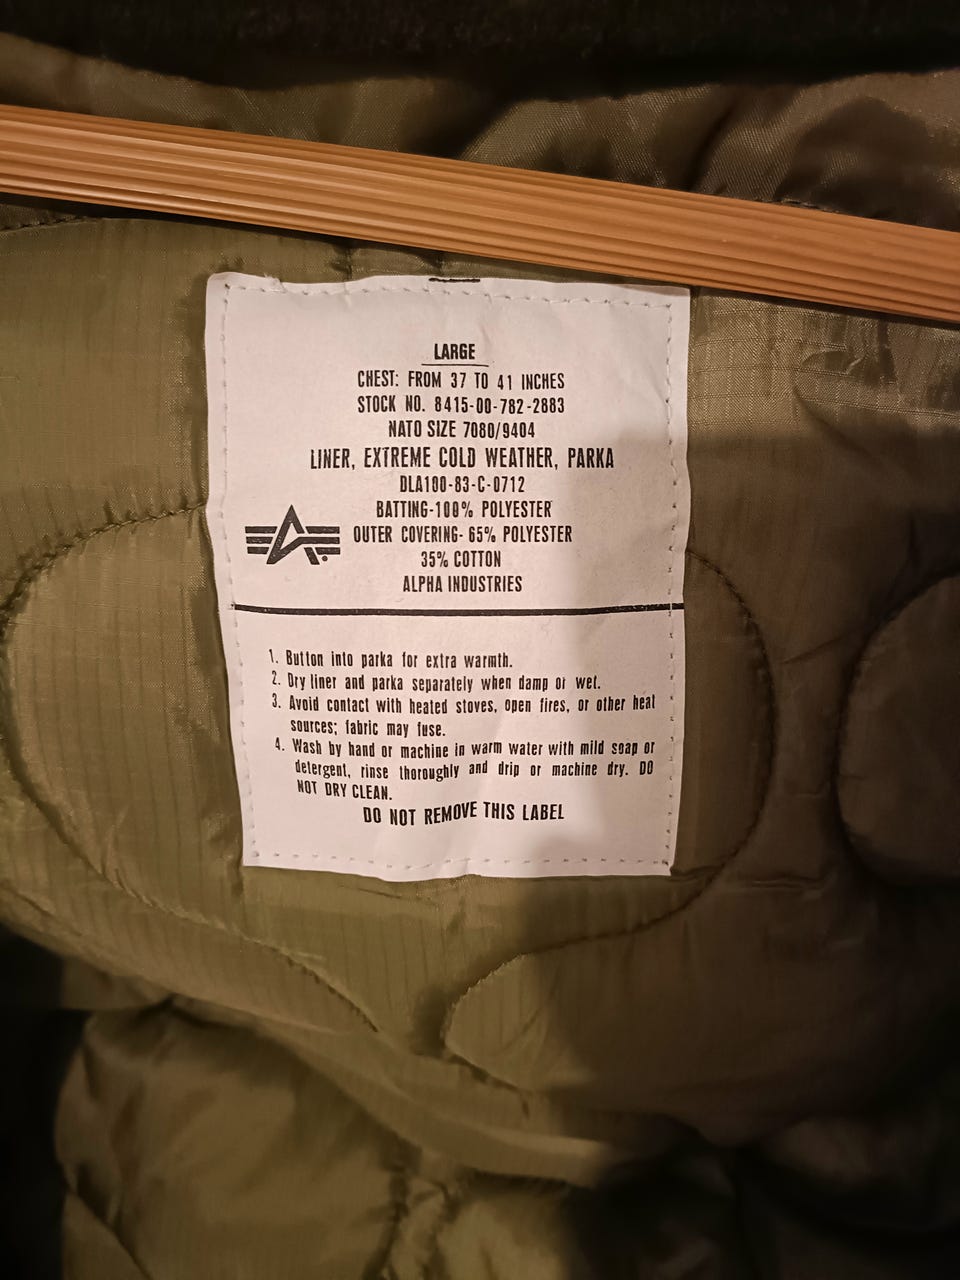 LARGE
CHEST: FROM 37 TO 41 INCHES
STOCK NO. 8415-00-782-2883
NATO SIZE 7080/9404
LINER, EXTREME COLD WEATHER, PARKA
DLA100-83-C-0712
BATTING-100% POLYESTER
OUTER COVERING- 65% POLYESTER
35% COTTON
ALPHA INDUSTRIES
1. Button into parka for extra warmth.
2. Dry liner and parka separately when damp or wet.
3. Avoid contact with heated stoves, open fires, or other heat
sources; fabric may fuse.
4. Wash by hand or machine in warm water with mild soap or
detergent, rinse thoroughly and drip or machine dry. DO
NOT DRY CLEAN.
DO NOT REMOVE THIS LABEL